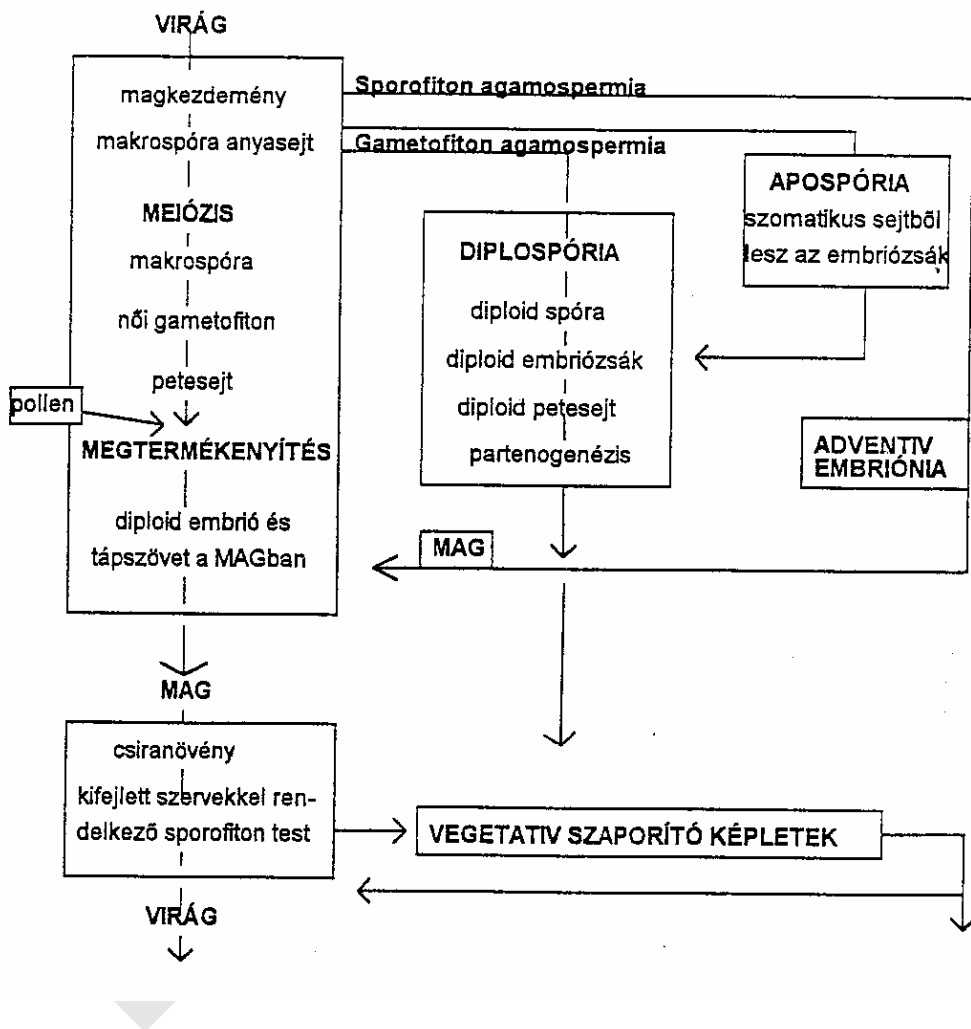 VIRÁG
magkezdemény
makrospóra anyasejt
MEIÓZIS
makrospóra
női gametofiton
petesejt
pollen
MEGTERMÉKENYÍTÉS
diploid embrió és
tápszövet a MAGban
MAG
csiranövény
kifejlett szervekkel ren-
delkező sporofiton test
VIRÁG
Sporofiton agamospermia
Gametofiton agamospermia
DIPLOSPÓRIA
diploid spóra
diploid embriózsák
diploid petesejt
partenogenézis
MAG
APOSPÓRIA
szomatikus sejtből
lesz az embriózsák
ADVENTIV
EMBRIÓNIA
VEGETATIV SZAPORÍTÓ KÉPLETEK